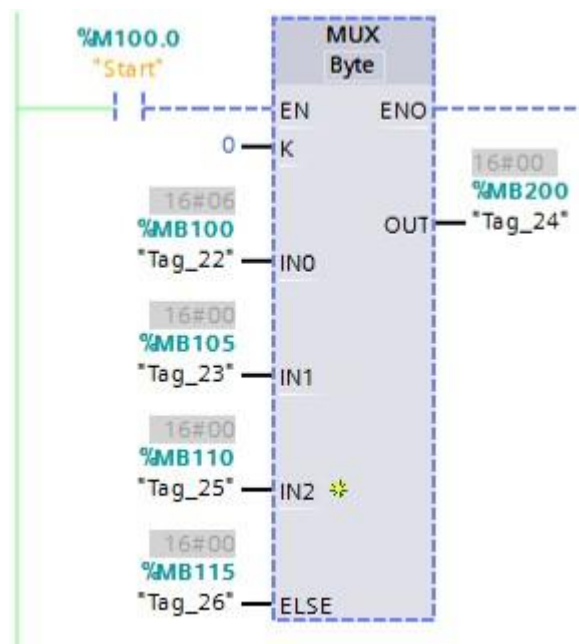 %M100.0
"Start"
MUX
Byte
EN
ENO
0
K
16#00
%MB200
"Tag_24"
OUT
16#06
%MB100
"Tag_22"
IN0
16#00
%MB105
"Tag_23"
IN1
16#00
%MB110
"Tag_25"
IN2
16#00
%MB115
"Tag_26"
ELSE